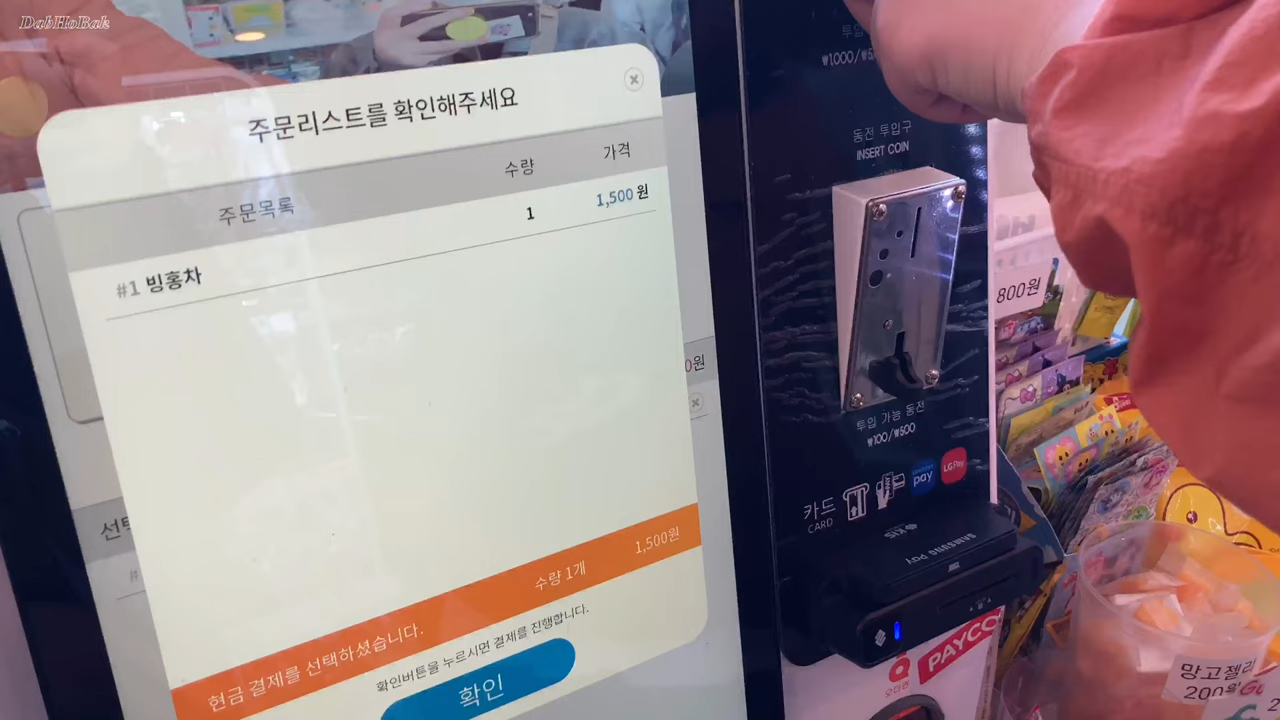 DabHoBak
주문리스트를 확인해주세요
주문목록 수량 가격
#1 빙홍차 1 1,500 원
0원
현금 결제를 선택하셨습니다. 수량 1개 1,500원
확인버튼을 누르시면 결제를 진행합니다.
확인
₩1,000/₩5
동전 투입구
INSERT COIN
투입 가능 동전
₩100/₩500
카드
CARD
pay
LG Pay
KIS
SAMSUNG Pay
PAYCO
800원
망고젤리
200원